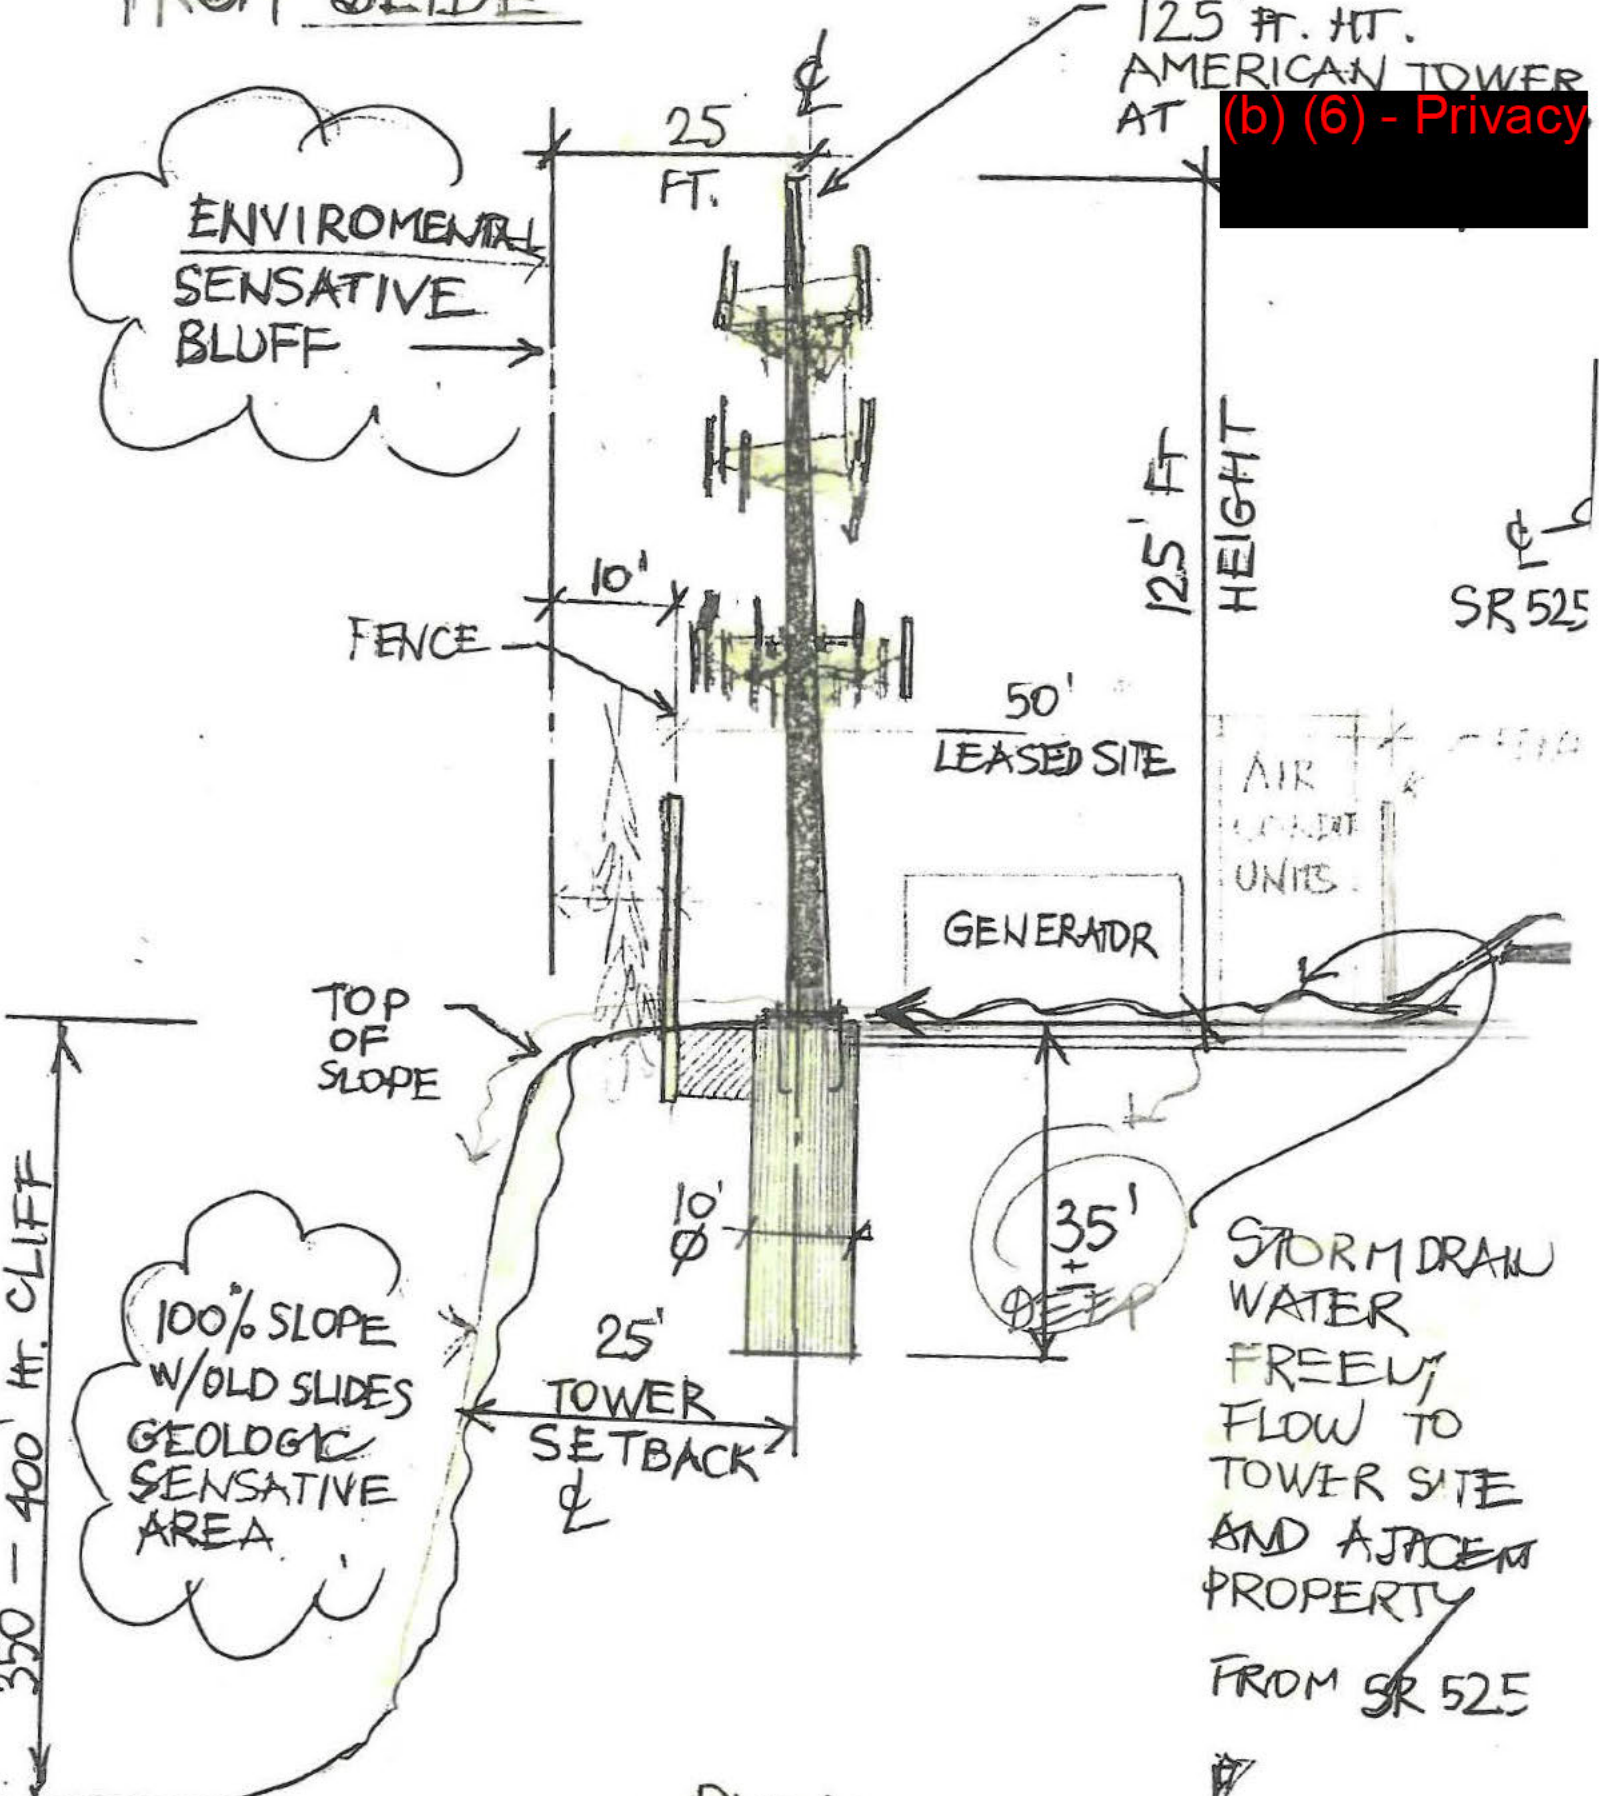 FROM SLIDE
125 FT. HT.
AMERICAN TOWER
AT (b) (6) - Privacy
℄
25
FT.
ENVIROMENTAL
SENSATIVE
BLUFF
125' FT
HEIGHT
℄
SR 525
10'
FENCE
50'
LEASED SITE
AIR
CONDIT
UNITS
GENERATOR
TOP
OF
SLOPE
350 - 400' HT. CLIFF
10'
Ø
35'
±
DEEP
100% SLOPE
W/OLD SLIDES
GEOLOGIC
SENSATIVE
AREA
25'
TOWER
SETBACK
℄
STORM DRAIN
WATER
FREELY
FLOW TO
TOWER SITE
AND AJACENT
PROPERTY
FROM SR 525